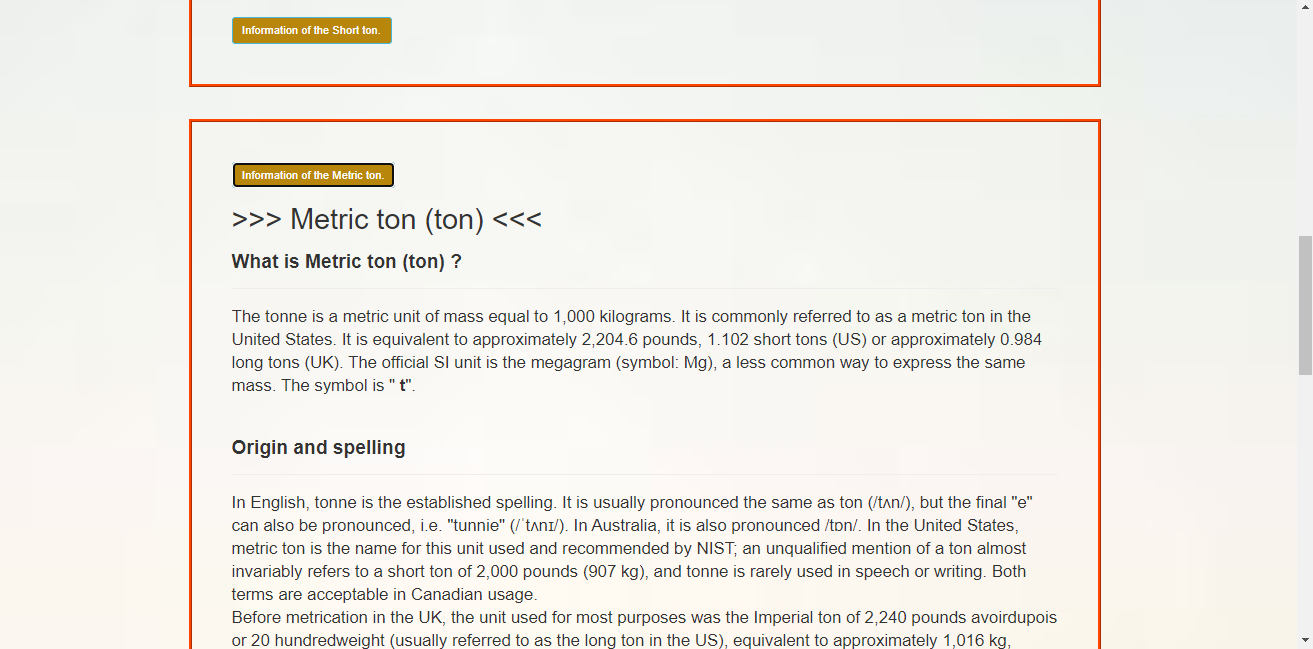 Information of the Short ton.
Information of the Metric ton.
>>> Metric ton (ton) <<<
What is Metric ton (ton) ?
The tonne is a metric unit of mass equal to 1,000 kilograms. It is commonly referred to as a metric ton in the
United States. It is equivalent to approximately 2,204.6 pounds, 1.102 short tons (US) or approximately 0.984
long tons (UK). The official SI unit is the megagram (symbol: Mg), a less common way to express the same
mass. The symbol is " t".
Origin and spelling
In English, tonne is the established spelling. It is usually pronounced the same as ton (/tʌn/), but the final "e"
can also be pronounced, i.e. "tunnie" (/ˈtʌnɪ/). In Australia, it is also pronounced /tɒn/. In the United States,
metric ton is the name for this unit used and recommended by NIST; an unqualified mention of a ton almost
invariably refers to a short ton of 2,000 pounds (907 kg), and tonne is rarely used in speech or writing. Both
terms are acceptable in Canadian usage.
Before metrication in the UK, the unit used for most purposes was the Imperial ton of 2,240 pounds avoirdupois
or 20 hundredweight (usually referred to as the long ton in the US), equivalent to approximately 1,016 kg,